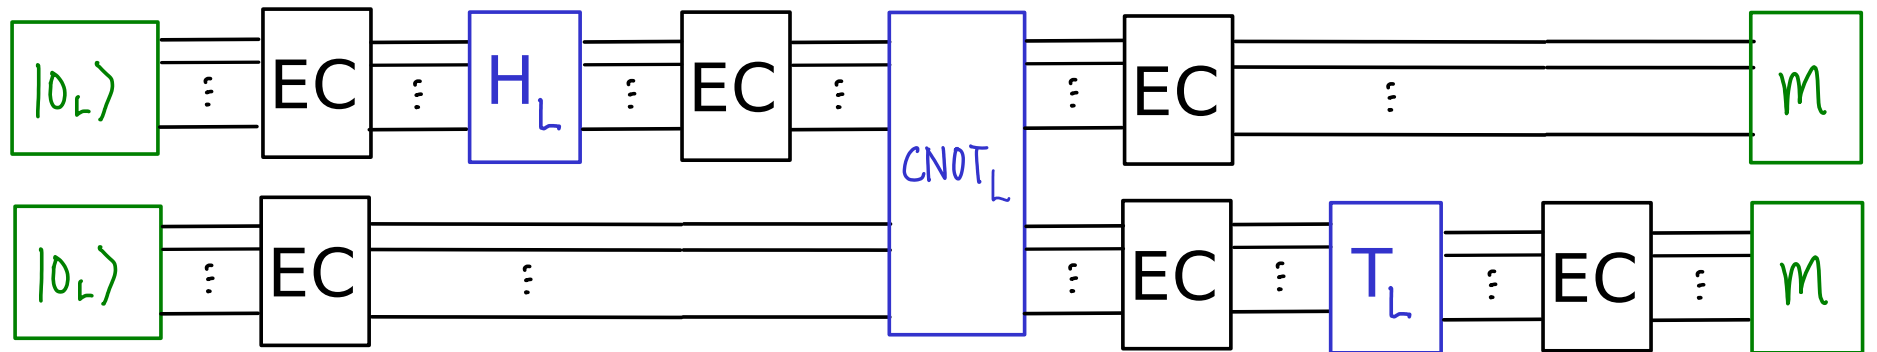 |0L⟩ EC HL EC CNOTL EC m
|0L⟩ EC EC TL EC m